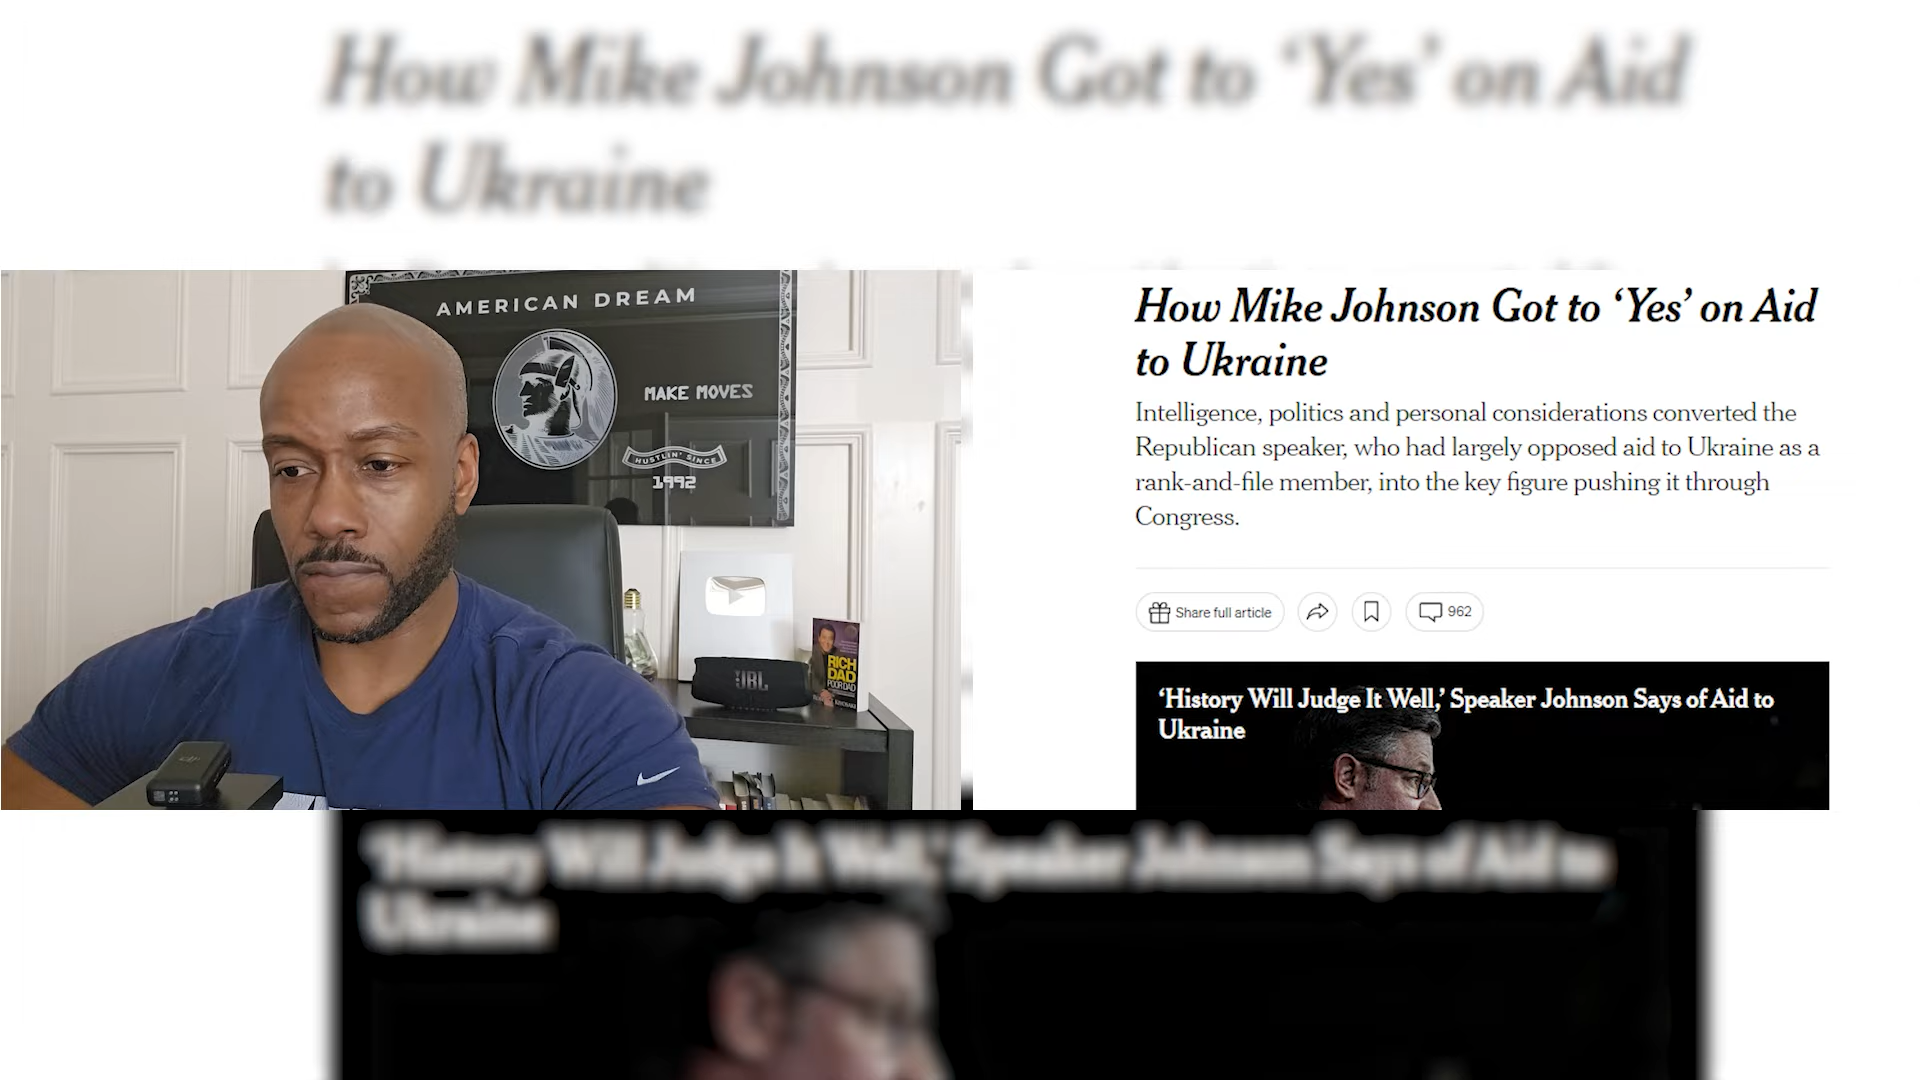 How Mike Johnson Got to ‘Yes’ on Aid
to Ukraine
AMERICAN DREAM
MAKE MOVES
HUSTLIN' SINCE
1992
JBL
RICH
DAD
POOR DAD
How Mike Johnson Got to ‘Yes’ on Aid
to Ukraine
Intelligence, politics and personal considerations converted the
Republican speaker, who had largely opposed aid to Ukraine as a
rank-and-file member, into the key figure pushing it through
Congress.
Share full article
962
‘History Will Judge It Well,’ Speaker Johnson Says of Aid to
Ukraine
‘History Will Judge It Well,’ Speaker Johnson Says of Aid to
Ukraine